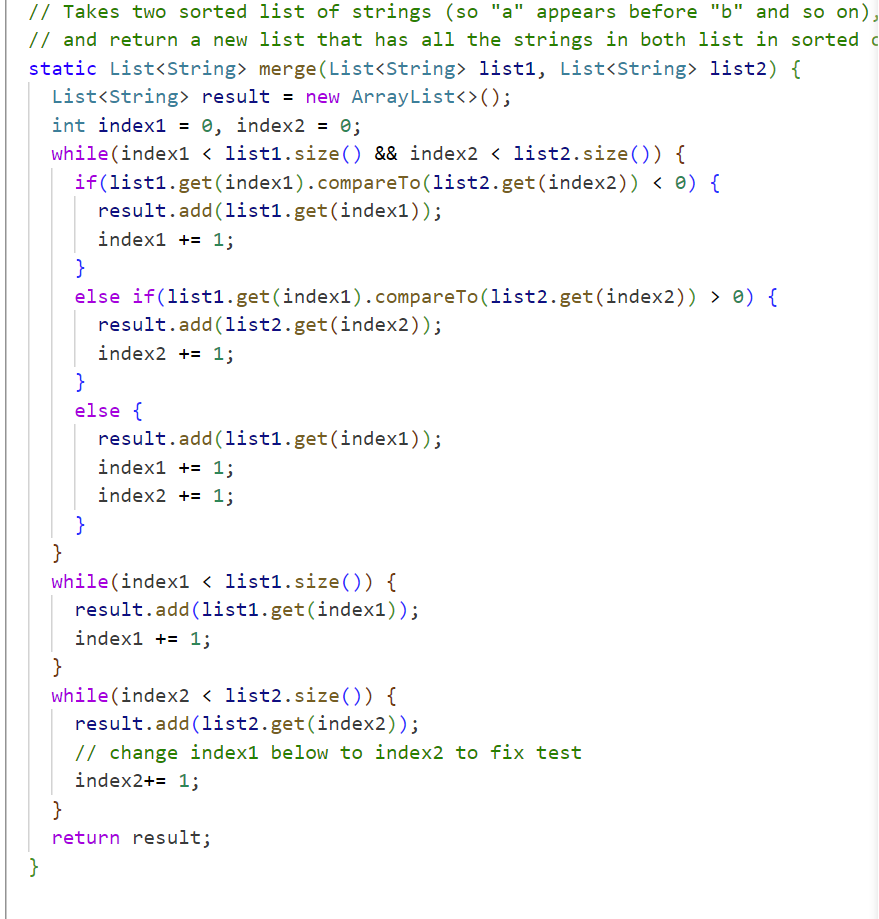 // Takes two sorted list of strings (so "a" appears before "b" and so on),
// and return a new list that has all the strings in both list in sorted
static List<String> merge(List<String> list1, List<String> list2) {
  List<String> result = new ArrayList<>();
  int index1 = 0, index2 = 0;
  while(index1 < list1.size() && index2 < list2.size()) {
    if(list1.get(index1).compareTo(list2.get(index2)) < 0) {
      result.add(list1.get(index1));
      index1 += 1;
    }
    else if(list1.get(index1).compareTo(list2.get(index2)) > 0) {
      result.add(list2.get(index2));
      index2 += 1;
    }
    else {
      result.add(list1.get(index1));
      index1 += 1;
      index2 += 1;
    }
  }
  while(index1 < list1.size()) {
    result.add(list1.get(index1));
    index1 += 1;
  }
  while(index2 < list2.size()) {
    result.add(list2.get(index2));
    // change index1 below to index2 to fix test
    index2+= 1;
  }
  return result;
}